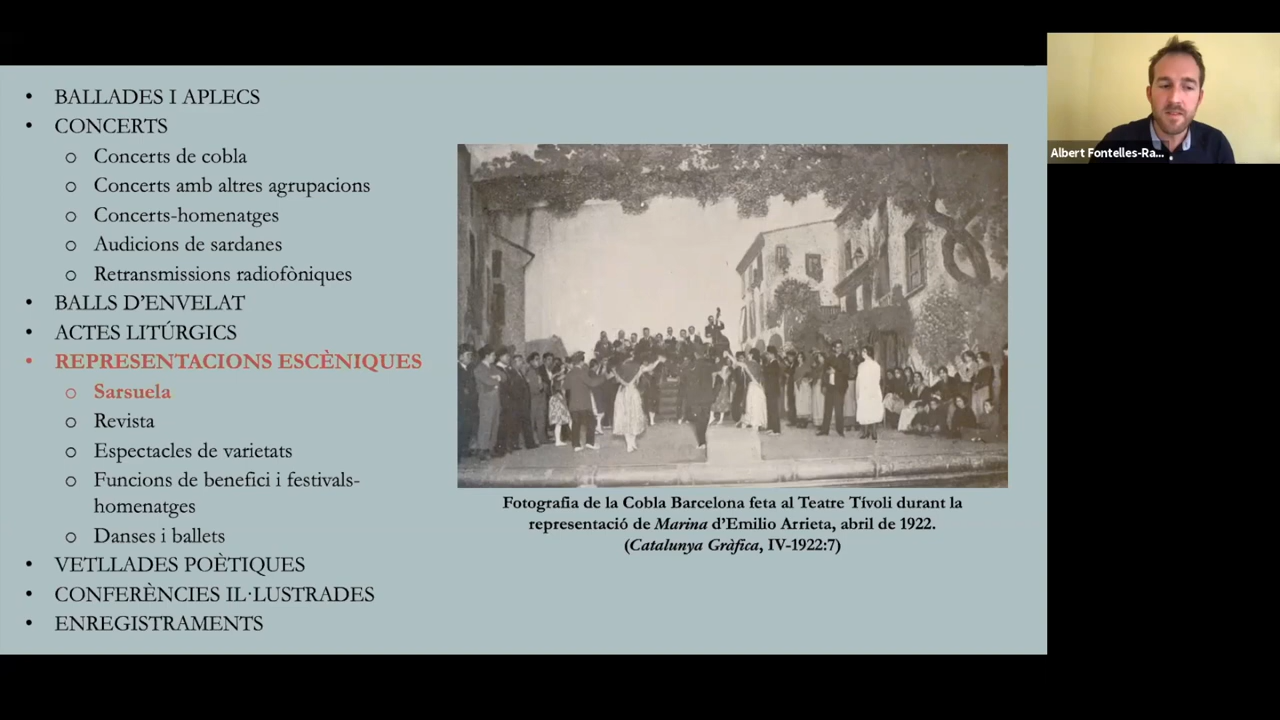 • BALLADES I APLECS
• CONCERTS
o Concerts de cobla
o Concerts amb altres agrupacions
o Concerts-homenatges
o Audicions de sardanes
o Retransmissions radiofòniques
• BALLS D’ENVELAT
• ACTES LITÚRGICS
• REPRESENTACIONS ESCÈNIQUES
o Sarsuela
o Revista
o Espectacles de varietats
o Funcions de benefici i festivals-
homenatges
o Danses i ballets
• VETLLADES POÈTIQUES
• CONFERÈNCIES IL·LUSTRADES
• ENREGISTRAMENTS
Fotografia de la Cobla Barcelona feta al Teatre Tívoli durant la
representació de Marina d’Emilio Arrieta, abril de 1922.
(Catalunya Gràfica, IV-1922:7)
Albert Fontelles-Ra...